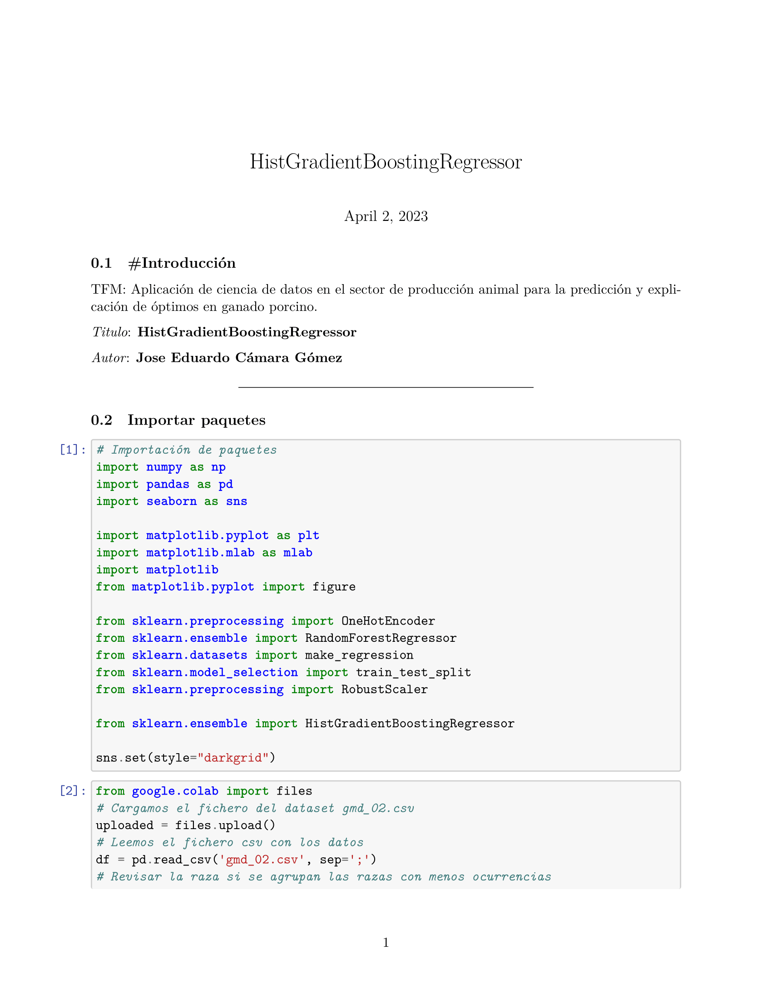 HistGradientBoostingRegressor
April 2, 2023
0.1 #Introducción
TFM: Aplicación de ciencia de datos en el sector de producción animal para la predicción y expli-
cación de óptimos en ganado porcino.
Titulo: HistGradientBoostingRegressor
Autor: Jose Eduardo Cámara Gómez
0.2 Importar paquetes
[1]: # Importación de paquetes
import numpy as np
import pandas as pd
import seaborn as sns
import matplotlib.pyplot as plt
import matplotlib.mlab as mlab
import matplotlib
from matplotlib.pyplot import figure
from sklearn.preprocessing import OneHotEncoder
from sklearn.ensemble import RandomForestRegressor
from sklearn.datasets import make_regression
from sklearn.model_selection import train_test_split
from sklearn.preprocessing import RobustScaler
from sklearn.ensemble import HistGradientBoostingRegressor
sns.set(style="darkgrid")
[2]: from google.colab import files
# Cargamos el fichero del dataset gmd_02.csv
uploaded = files.upload()
# Leemos el fichero csv con los datos
df = pd.read_csv('gmd_02.csv', sep=';')
# Revisar la raza si se agrupan las razas con menos ocurrencias
1